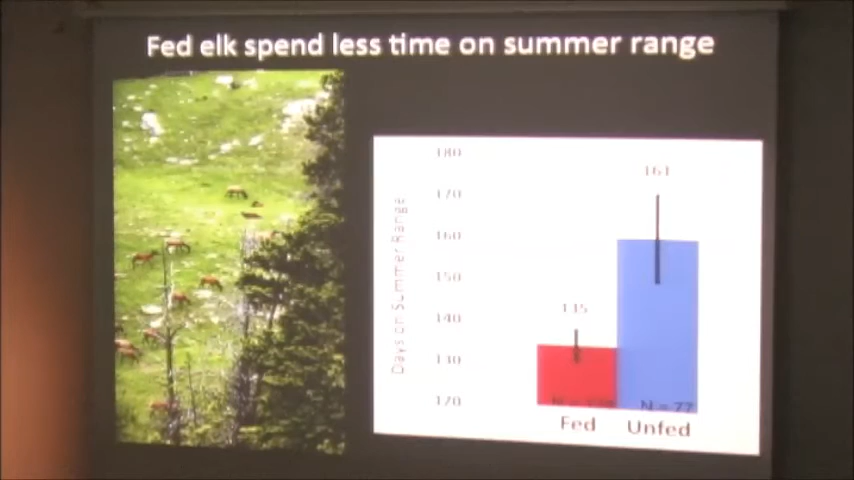 Fed elk spend less time on summer range
180
161
170
Days on Summer Range
160
150
135
140
130
120
N = 77
Fed
Unfed